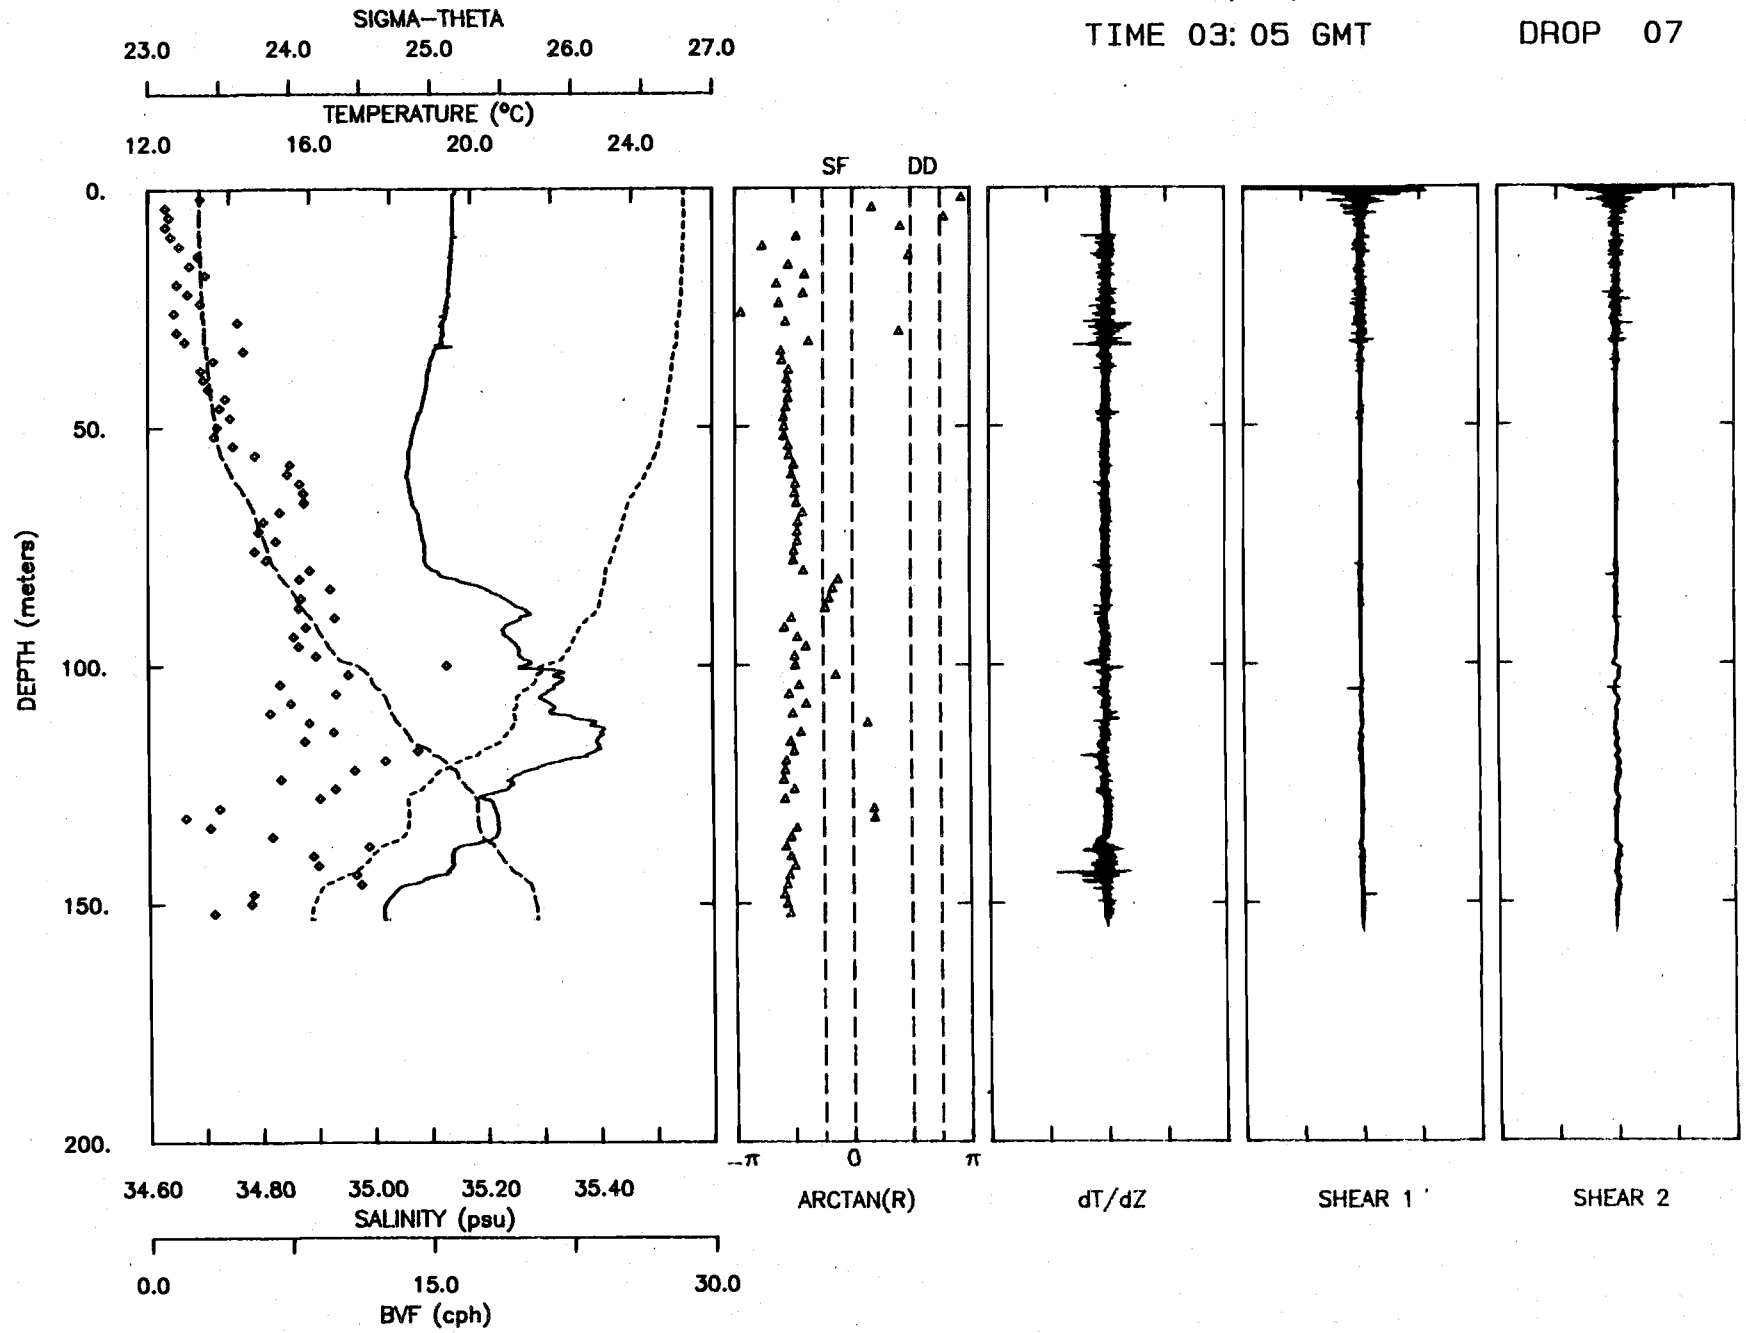 SIGMA-THETA
23.0 24.0 25.0 26.0 27.0
TIME 03:05 GMT DROP 07
TEMPERATURE (°C)
12.0 16.0 20.0 24.0
SF DD
0.
50.
100.
150.
200.
DEPTH (meters)
-π 0 π
34.60 34.80 35.00 35.20 35.40
SALINITY (psu)
ARCTAN(R) dT/dZ SHEAR 1 SHEAR 2
0.0 15.0 30.0
BVF (cph)